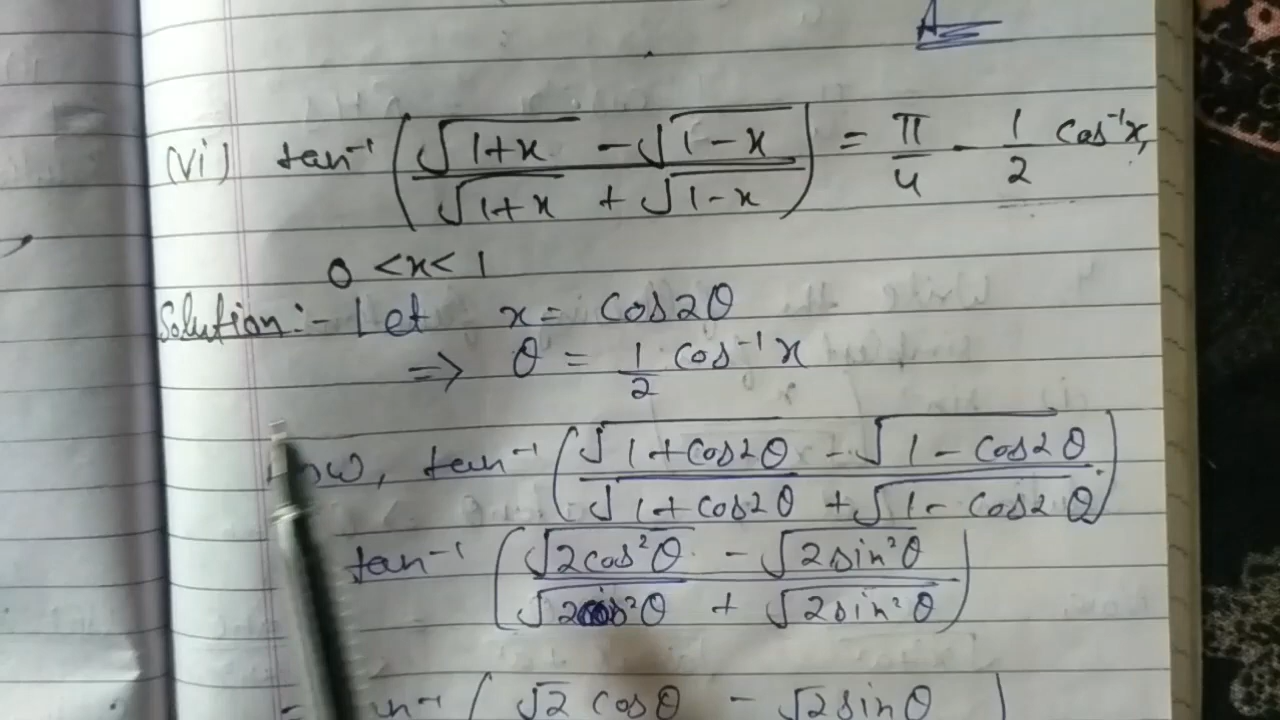 A
(vi) tan⁻¹ ( (√(1+x) - √(1-x)) / (√(1+x) + √(1-x)) ) = π/4 - 1/2 cos⁻¹x,
0 < x < 1
Solution:- Let x = cos2θ
⇒ θ = 1/2 cos⁻¹x
tan⁻¹ ( (√(1+cos2θ) - √(1-cos2θ)) / (√(1+cos2θ) + √(1-cos2θ)) )
tan⁻¹ ( (√(2cos²θ) - √(2sin²θ)) / (√(2cos²θ) + √(2sin²θ)) )
( √2 cosθ - √2 sinθ )